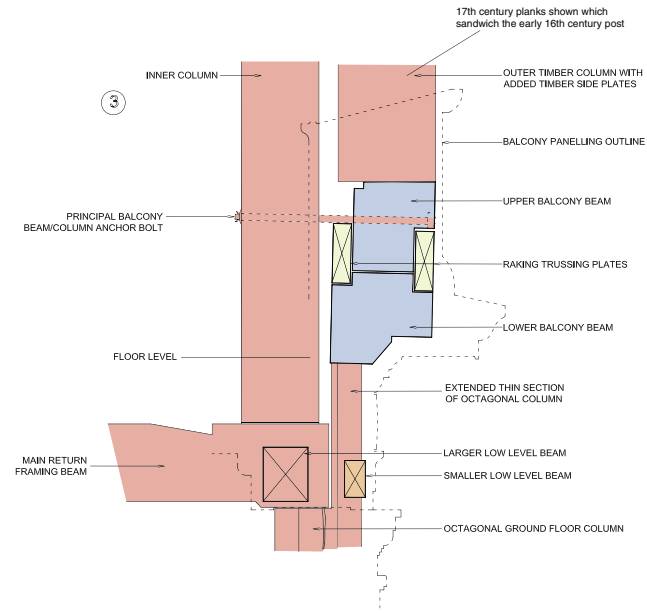 17th century planks shown which
sandwich the early 16th century post
INNER COLUMN
OUTER TIMBER COLUMN WITH
ADDED TIMBER SIDE PLATES
3
BALCONY PANELLING OUTLINE
UPPER BALCONY BEAM
PRINCIPAL BALCONY
BEAM/COLUMN ANCHOR BOLT
RAKING TRUSSING PLATES
LOWER BALCONY BEAM
FLOOR LEVEL
EXTENDED THIN SECTION
OF OCTAGONAL COLUMN
MAIN RETURN
FRAMING BEAM
LARGER LOW LEVEL BEAM
SMALLER LOW LEVEL BEAM
OCTAGONAL GROUND FLOOR COLUMN